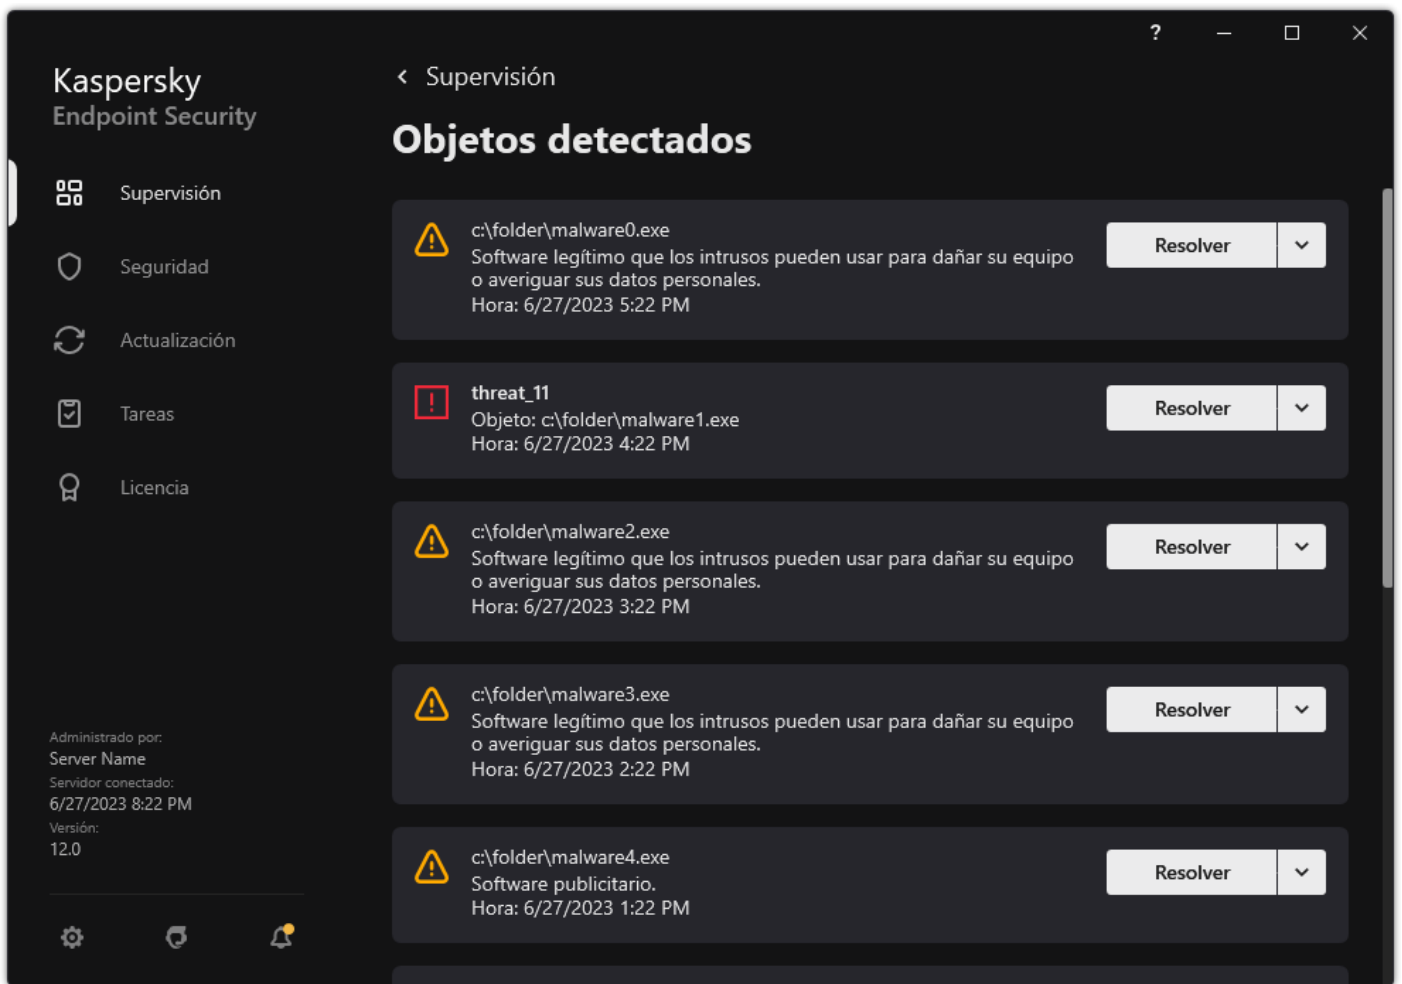 ?
Kaspersky
Endpoint Security
Supervisión
Seguridad
Actualización
Tareas
Licencia
Administrado por:
Server Name
Servidor conectado:
6/27/2023 8:22 PM
Versión:
12.0
Supervisión
Objetos detectados
c:\folder\malware0.exe
Software legítimo que los intrusos pueden usar para dañar su equipo
o averiguar sus datos personales.
Hora: 6/27/2023 5:22 PM
Resolver
threat_11
Objeto: c:\folder\malware1.exe
Hora: 6/27/2023 4:22 PM
Resolver
c:\folder\malware2.exe
Software legítimo que los intrusos pueden usar para dañar su equipo
o averiguar sus datos personales.
Hora: 6/27/2023 3:22 PM
Resolver
c:\folder\malware3.exe
Software legítimo que los intrusos pueden usar para dañar su equipo
o averiguar sus datos personales.
Hora: 6/27/2023 2:22 PM
Resolver
c:\folder\malware4.exe
Software publicitario.
Hora: 6/27/2023 1:22 PM
Resolver